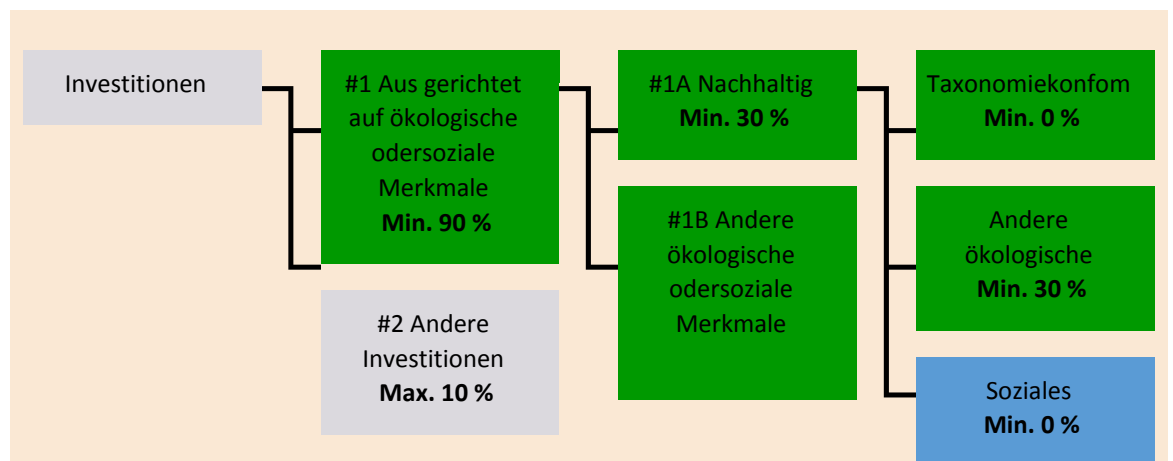 Investitionen
#1 Aus gerichtet
auf ökologische
odersoziale
Merkmale
Min. 90 %
#2 Andere
Investitionen
Max. 10 %
#1A Nachhaltig
Min. 30 %
#1B Andere
ökologische
odersoziale
Merkmale
Taxonomiekonfom
Min. 0 %
Andere
ökologische
Min. 30 %
Soziales
Min. 0 %